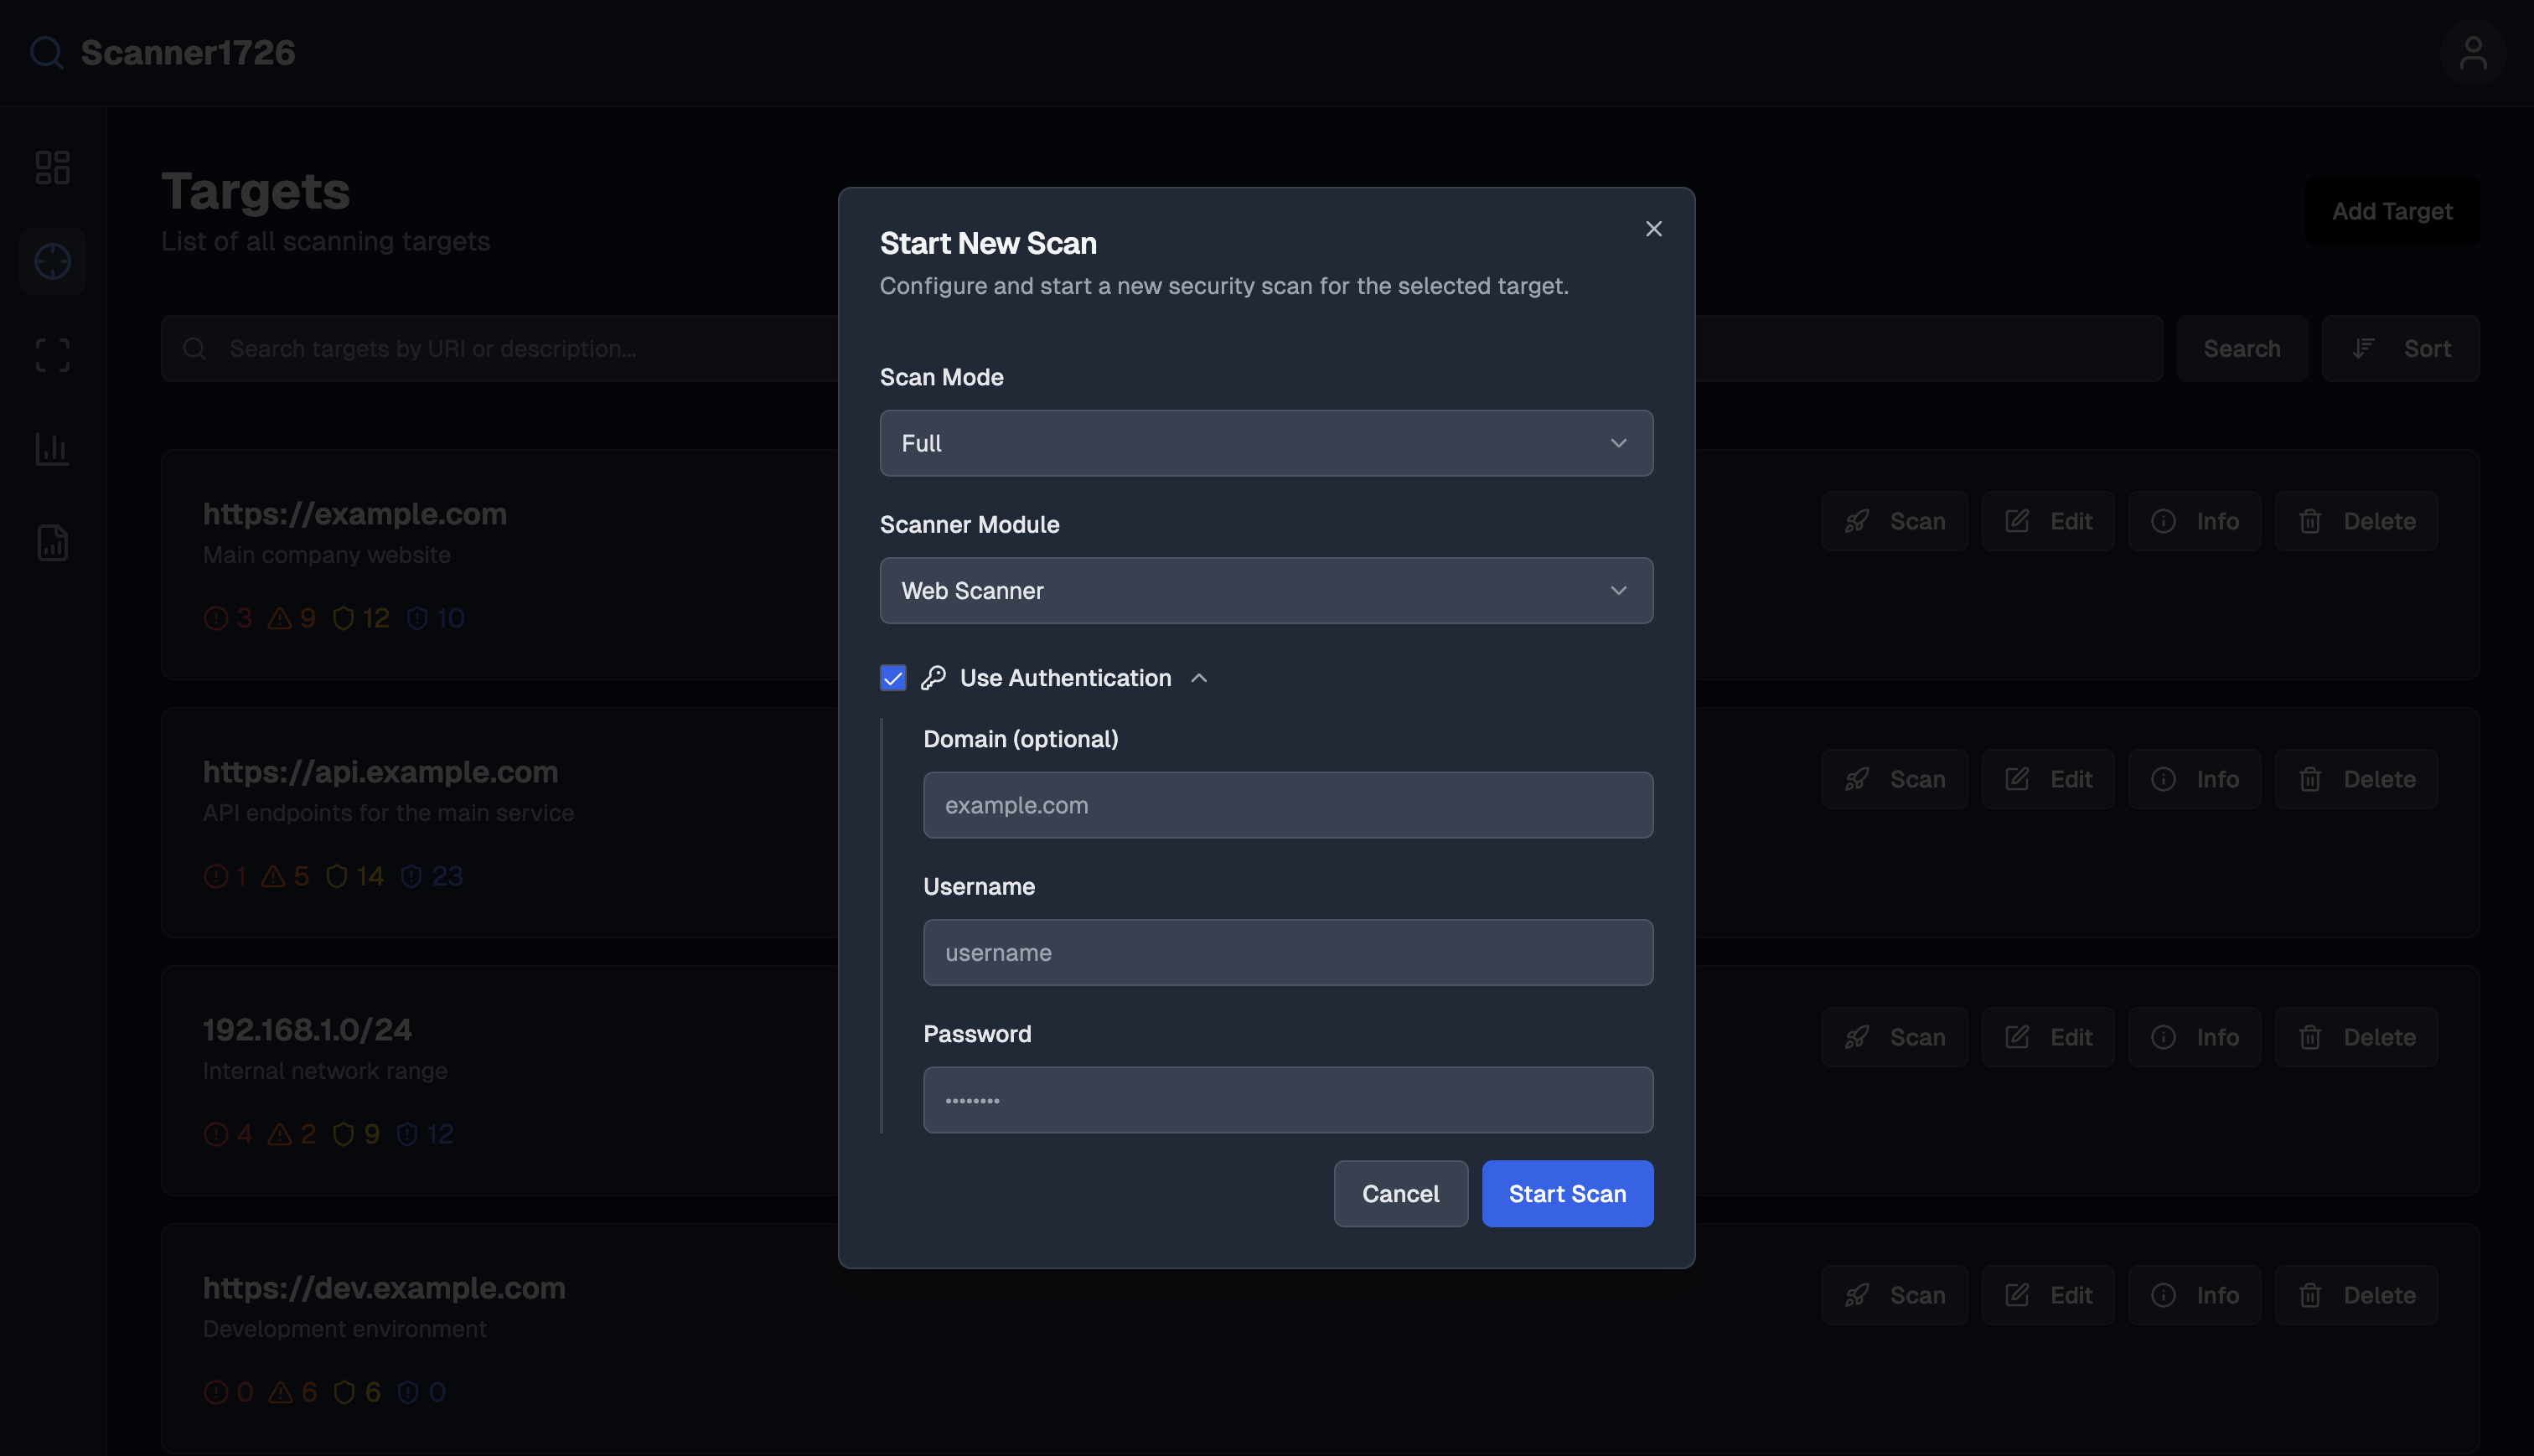 Scanner1726
Targets
List of all scanning targets
Add Target
Search targets by URI or description...
Search
Sort
https://example.com
Main company website
3 9 12 10
Scan
Edit
Info
Delete
https://api.example.com
API endpoints for the main service
1 5 14 23
Scan
Edit
Info
Delete
192.168.1.0/24
Internal network range
4 2 9 12
Scan
Edit
Info
Delete
https://dev.example.com
Development environment
0 6 6 0
Scan
Edit
Info
Delete
Start New Scan
Configure and start a new security scan for the selected target.
Scan Mode
Full
Scanner Module
Web Scanner
Use Authentication
Domain (optional)
example.com
Username
username
Password
••••••••
Cancel
Start Scan